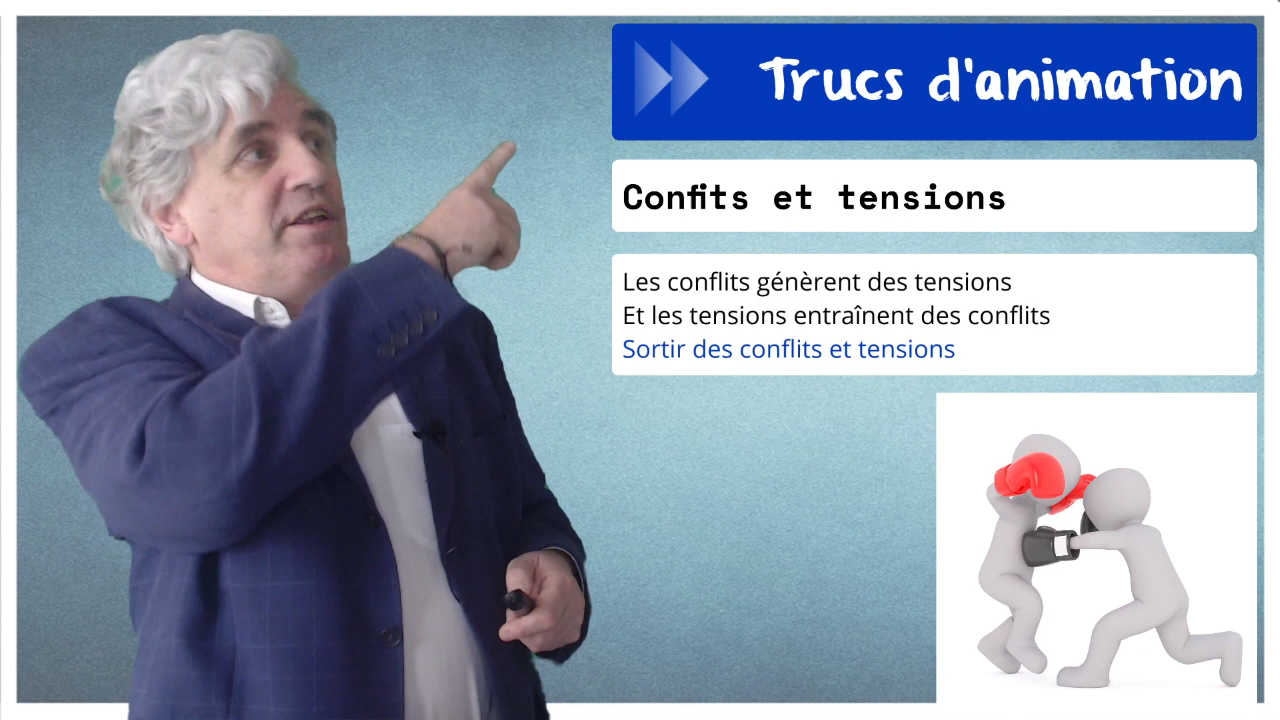 Trucs d'animation
Confits et tensions
Les conflits génèrent des tensions
Et les tensions entraînent des conflits
Sortir des conflits et tensions